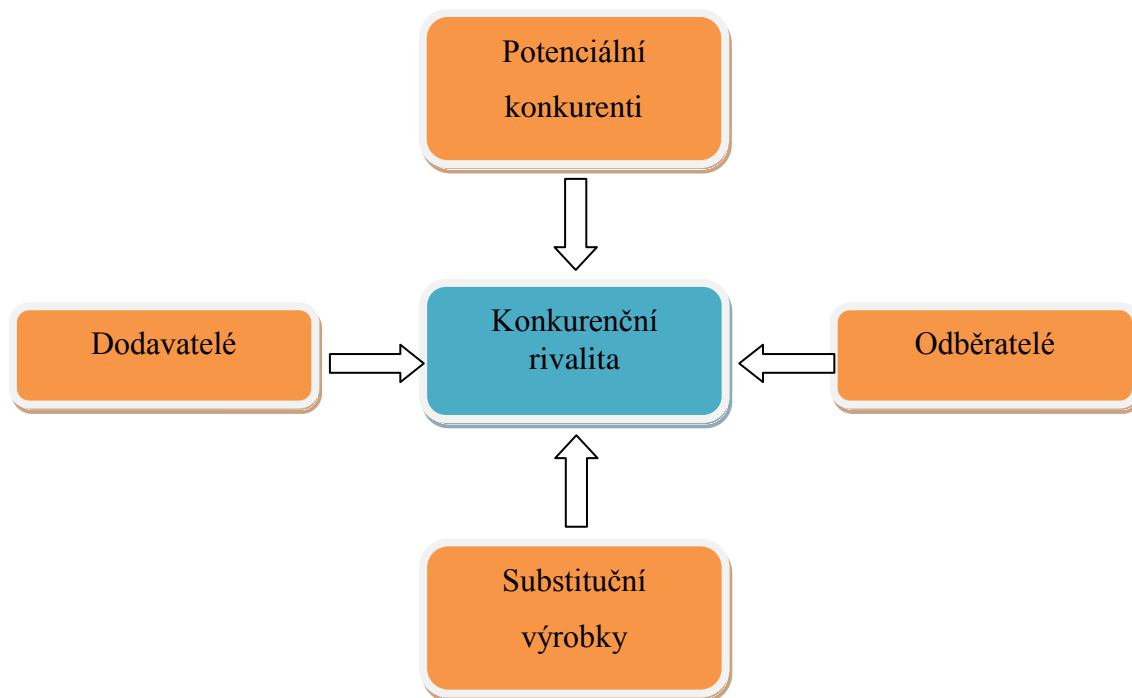 Potenciální
konkurenti
Dodavatelé
Konkurenční
rivalita
Odběratelé
Substituční
výrobky